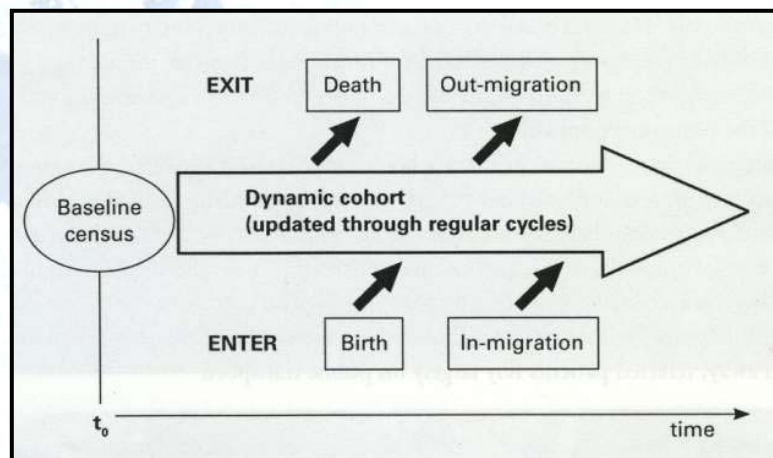 EXIT
Death
Out-migration
Baseline
census
Dynamic cohort
(updated through regular cycles)
ENTER
Birth
In-migration
t₀
time